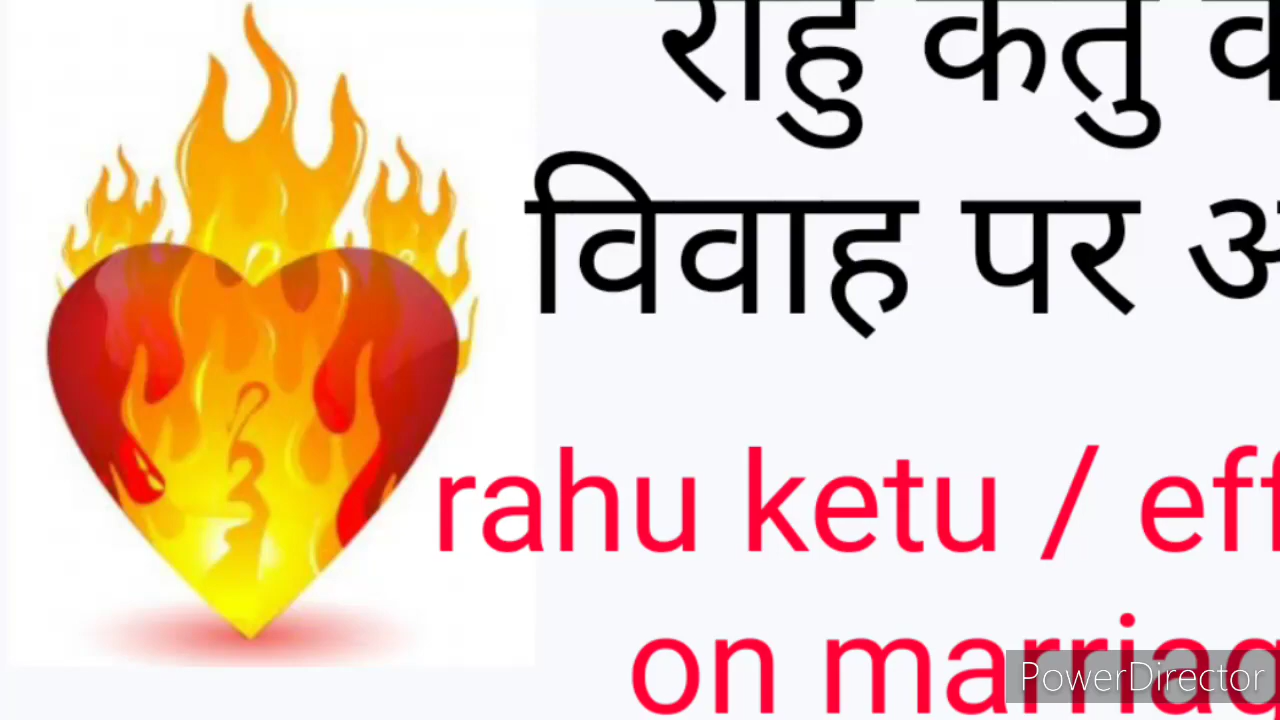 राहु केतु
विवाह पर
rahu ketu /
on
PowerDirector